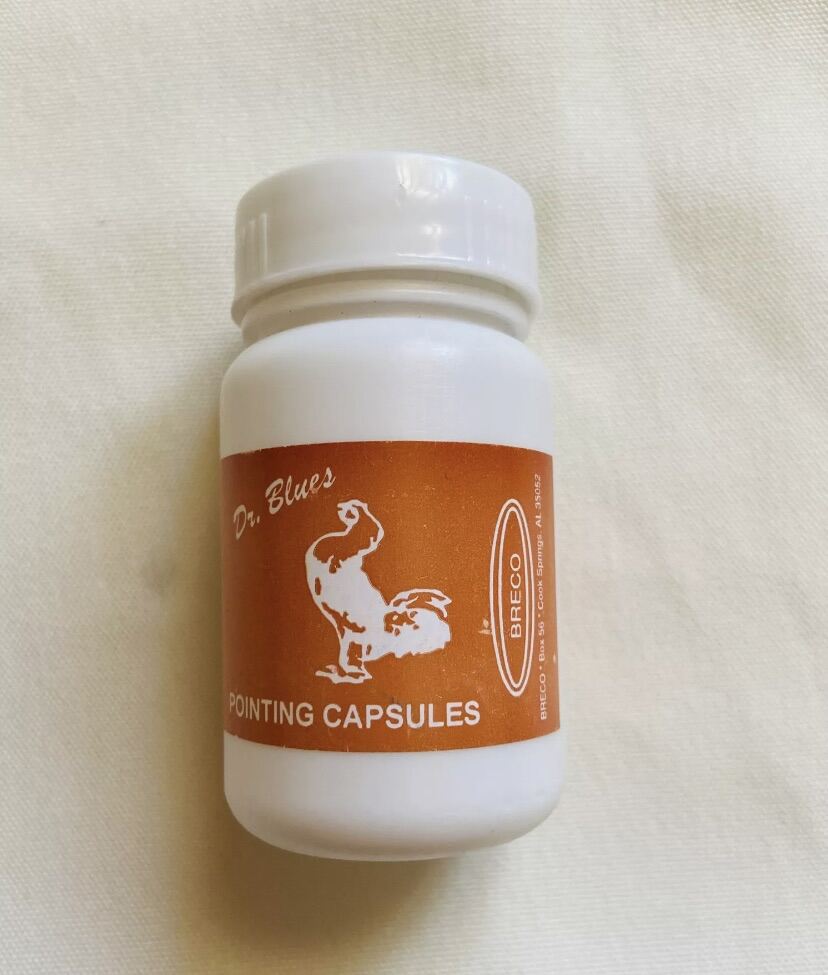 Dr. Blues
POINTING CAPSULES
BRECO
BRECO • Box 56 • Cook Springs, AL 35052